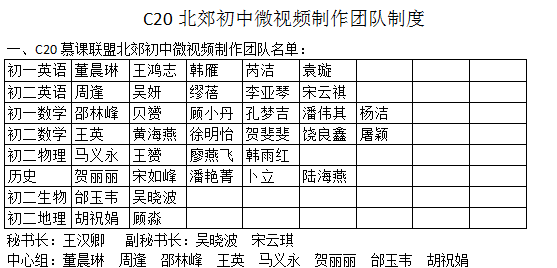 C20 北郊初中微视频制作团队制度
一、C20 慕课联盟北郊初中微视频制作团队名单：
初一英语 董晨琳 王鸿志 韩雁 芮洁 袁璇
初二英语 周逢 吴妍 缪蓓 李亚琴 宋云祺
初一数学 邵林峰 贝赟 顾小丹 孔梦吉 潘伟其 杨洁
初二数学 王英 黄海燕 徐明怡 贺斐斐 饶良鑫 屠颖
初二物理 马义永 王赟 廖燕飞 韩雨红
历史 贺丽丽 宋如峰 潘艳菁 卜立 陆海燕
初二生物 邰玉韦 吴晓波
初二地理 胡祝娟 顾淼
秘书长：王汉卿 副秘书长：吴晓波 宋云琪
中心组：董晨琳 周逢 邵林峰 王英 马义永 贺丽丽 邰玉韦 胡祝娟